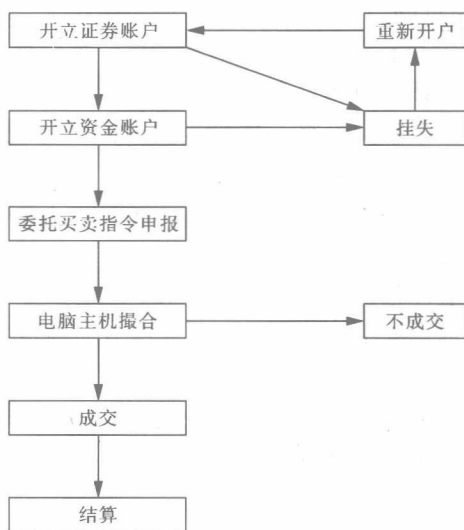 开立证券账户
重新开户
开立资金账户
挂失
委托买卖指令申报
电脑主机撮合
不成交
成交
结算